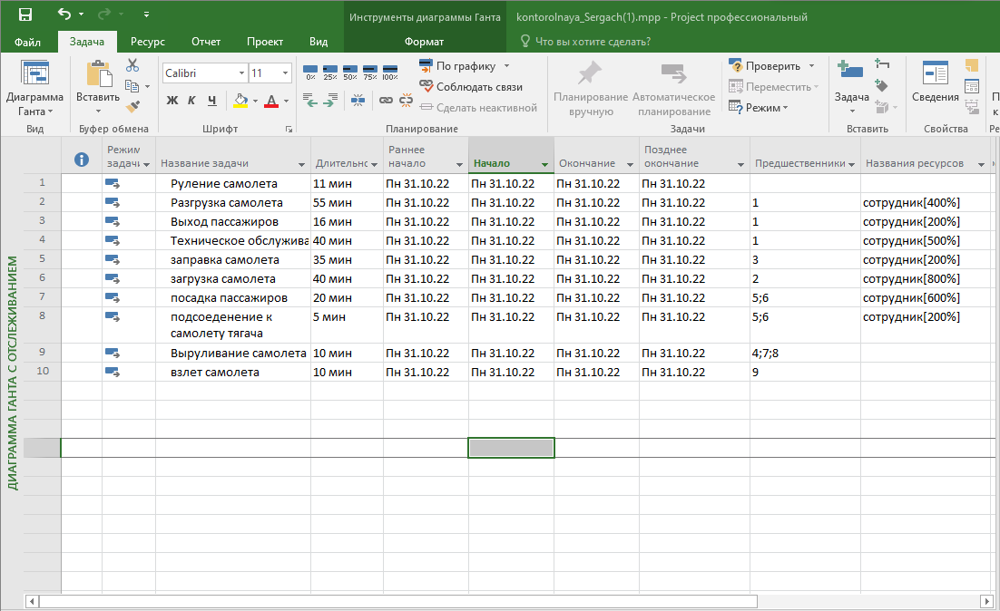 Инструменты диаграммы Ганта
kontorolnaya_Sergach(1).mpp - Project профессиональный
Файл Задача Ресурс Отчет Проект Вид Формат Что вы хотите сделать?
Диаграмма Ганта
Вставить
Calibri 11
Ж К Ч
0% 25% 50% 75% 100%
По графику
Соблюдать связи
Сделать неактивной
Планирование вручную
Автоматическое планирование
Проверить
Переместить
Режим
Задача
Сведения
Вид Буфер обмена Шрифт Планирование Задачи Вставить Свойства
ДИАГРАММА ГАНТА С ОТСЛЕЖИВАНИЕМ
Режим задачи Название задачи Длительнс Раннее начало Начало Окончание Позднее окончание Предшественники Названия ресурсов
1 Руление самолета 11 мин Пн 31.10.22 Пн 31.10.22 Пн 31.10.22 Пн 31.10.22
2 Разгрузка самолета 55 мин Пн 31.10.22 Пн 31.10.22 Пн 31.10.22 Пн 31.10.22 1 сотрудник[400%]
3 Выход пассажиров 16 мин Пн 31.10.22 Пн 31.10.22 Пн 31.10.22 Пн 31.10.22 1 сотрудник[200%]
4 Техническое обслужива 40 мин Пн 31.10.22 Пн 31.10.22 Пн 31.10.22 Пн 31.10.22 1 сотрудник[500%]
5 заправка самолета 35 мин Пн 31.10.22 Пн 31.10.22 Пн 31.10.22 Пн 31.10.22 3 сотрудник[200%]
6 загрузка самолета 40 мин Пн 31.10.22 Пн 31.10.22 Пн 31.10.22 Пн 31.10.22 2 сотрудник[800%]
7 посадка пассажиров 20 мин Пн 31.10.22 Пн 31.10.22 Пн 31.10.22 Пн 31.10.22 5;6 сотрудник[600%]
8 подсоеденение к 5 мин Пн 31.10.22 Пн 31.10.22 Пн 31.10.22 Пн 31.10.22 5;6 сотрудник[200%]
самолету тягача
9 Выруливание самолета 10 мин Пн 31.10.22 Пн 31.10.22 Пн 31.10.22 Пн 31.10.22 4;7;8
10 взлет самолета 10 мин Пн 31.10.22 Пн 31.10.22 Пн 31.10.22 Пн 31.10.22 9